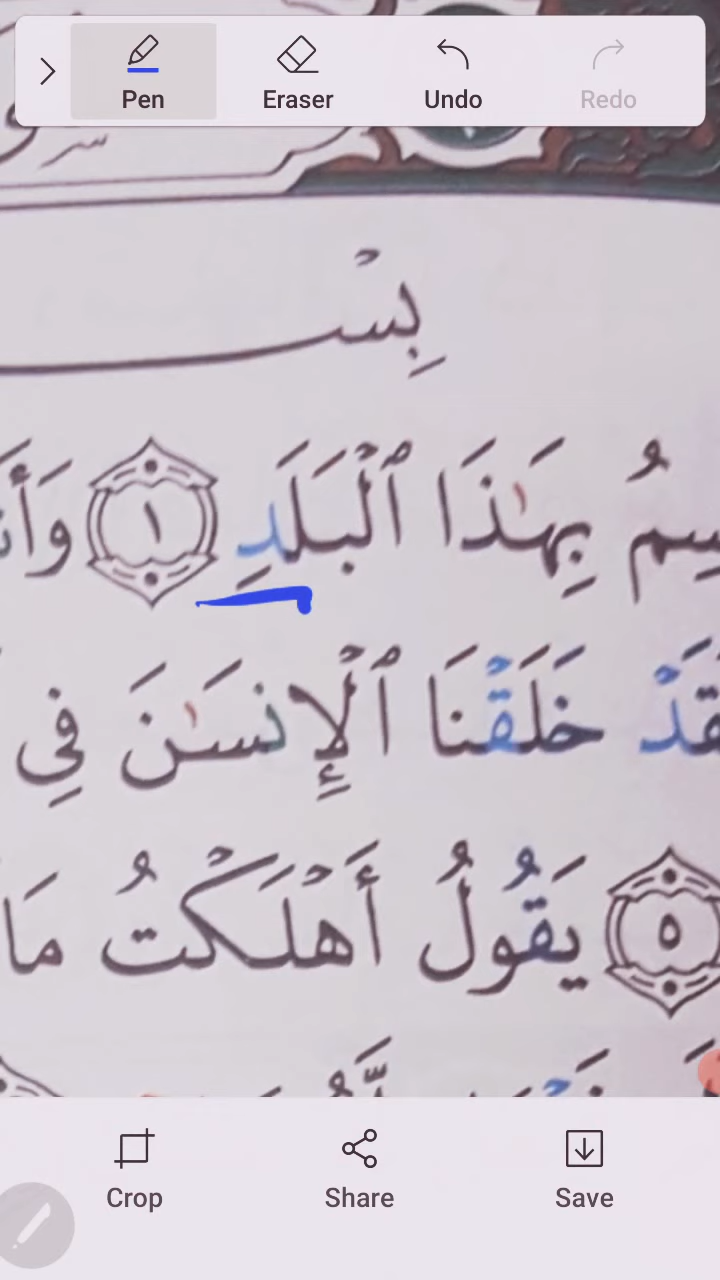 Pen Eraser Undo Redo
بِسْ
بِهَٰذَا ٱلْبَلَدِ ١
خَلَقْنَا ٱلْإِنسَٰنَ فِى
٥ يَقُولُ أَهْلَكْتُ مَا
Crop Share Save